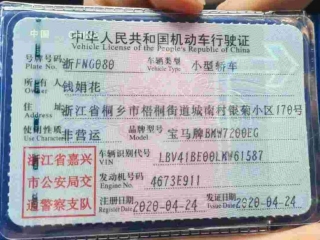 中华人民共和国机动车行驶证
Vehicle License of the People's Republic of China
号牌号码 浙FNG080 车辆类型 小型轿车
Plate No. Vehicle Type
所有人 钱娟花
Owner
住址 浙江省桐乡市梧桐街道城南村银菊小区170号
Address
使用性质 非营运 品牌型号 宝马牌BMW7200EG
Use Character Model
浙江省嘉兴
市公安局交
通警察支队
车辆识别代号 LBV41BE00LKW61587
VIN
发动机号码 4673E911
Engine No.
注册日期 2020-04-24 发证日期 2020-04-24
Register Date Issue Date